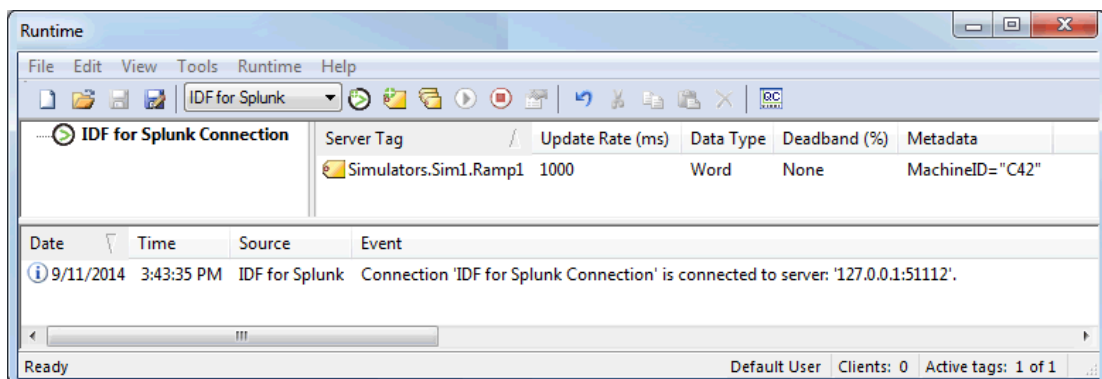 Runtime
File Edit View Tools Runtime Help
IDF for Splunk
IDF for Splunk Connection
Server Tag Update Rate (ms) Data Type Deadband (%) Metadata
Simulators.Sim1.Ramp1 1000 Word None MachineID="C42"
Date Time Source Event
9/11/2014 3:43:35 PM IDF for Splunk Connection 'IDF for Splunk Connection' is connected to server: '127.0.0.1:51112'.
Ready Default User Clients: 0 Active tags: 1 of 1